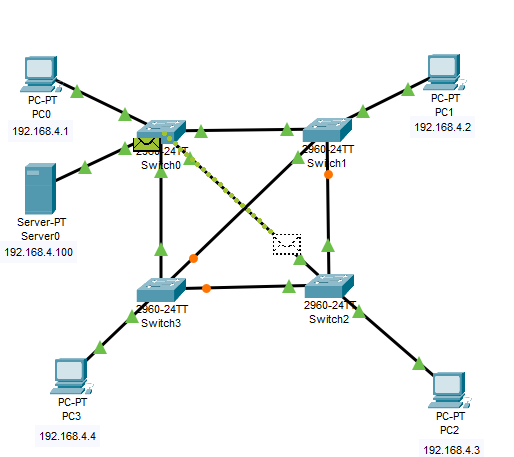 PC-PT
PC0
192.168.4.1
PC-PT
PC1
192.168.4.2
2960-24TT
Switch0
2960-24TT
Switch1
Server-PT
Server0
192.168.4.100
2960-24TT
Switch3
2960-24TT
Switch2
PC-PT
PC3
192.168.4.4
PC-PT
PC2
192.168.4.3